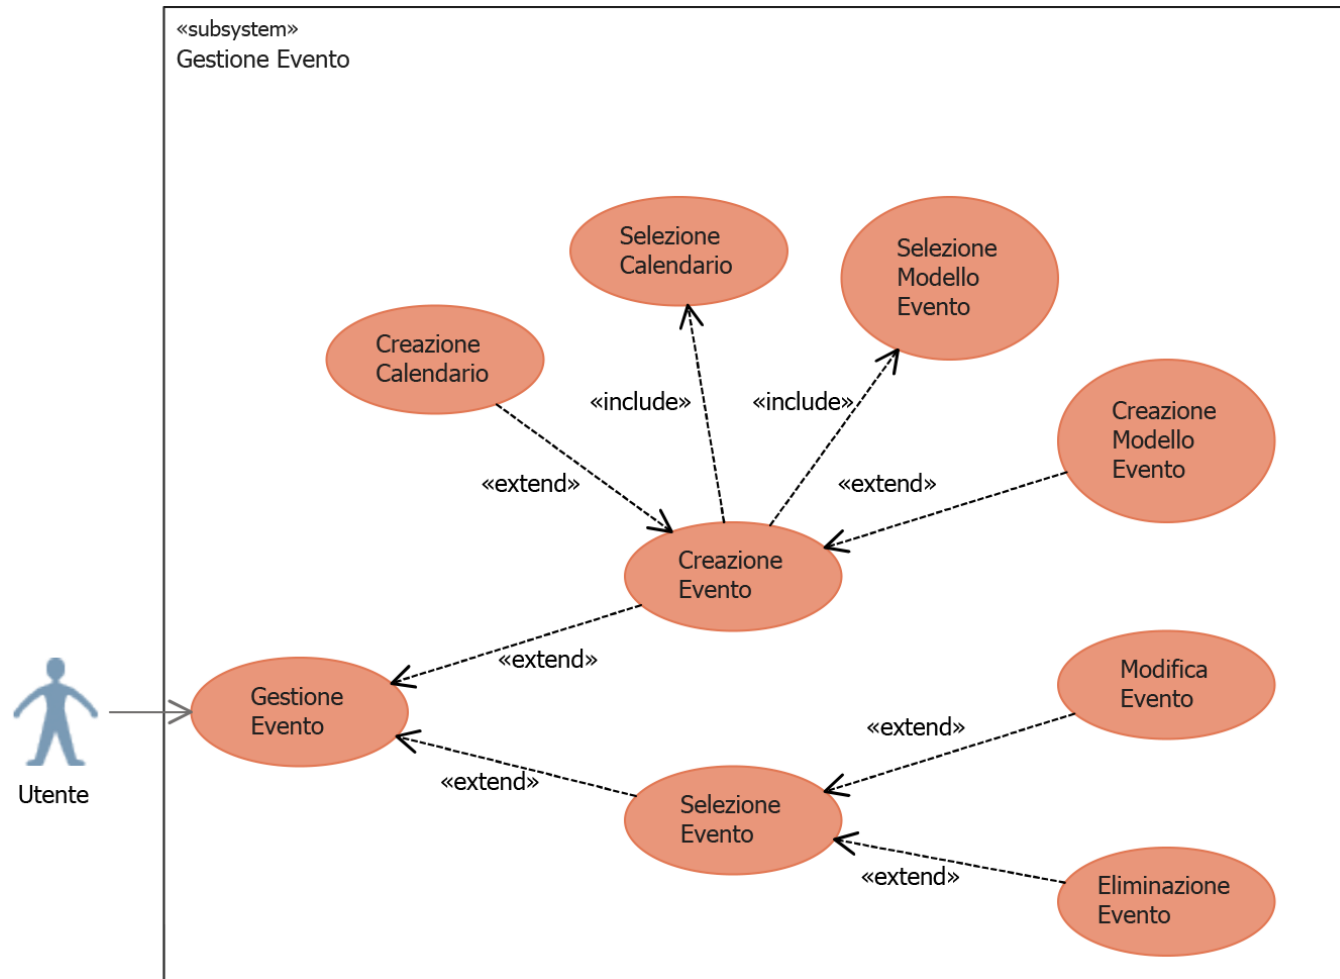 «subsystem»
Gestione Evento
Selezione
Calendario
Selezione
Modello
Evento
Creazione
Calendario
«include»
«include»
Creazione
Modello
Evento
«extend»
«extend»
Creazione
Evento
«extend»
Gestione
Evento
Modifica
Evento
«extend»
«extend»
Utente
Selezione
Evento
«extend»
Eliminazione
Evento